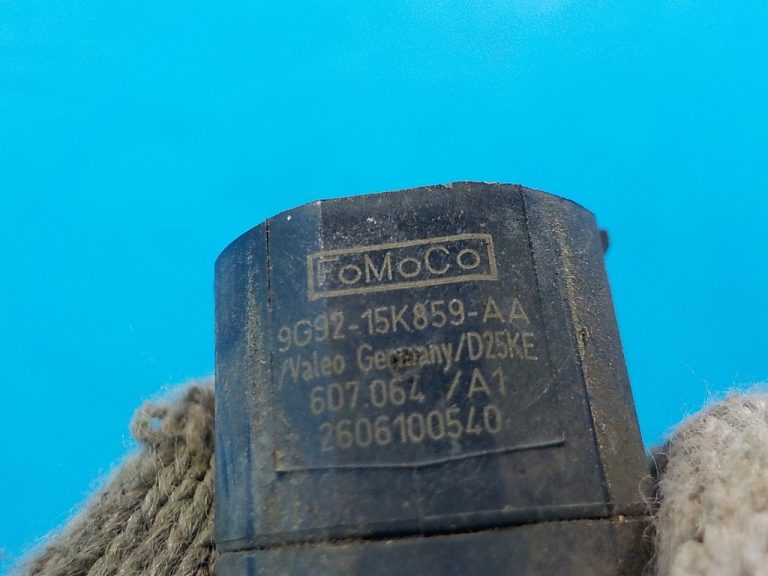 FoMoCo
9G92-15K859-AA
/Valeo Germany/D25KE
607.064 /A1
2606100540